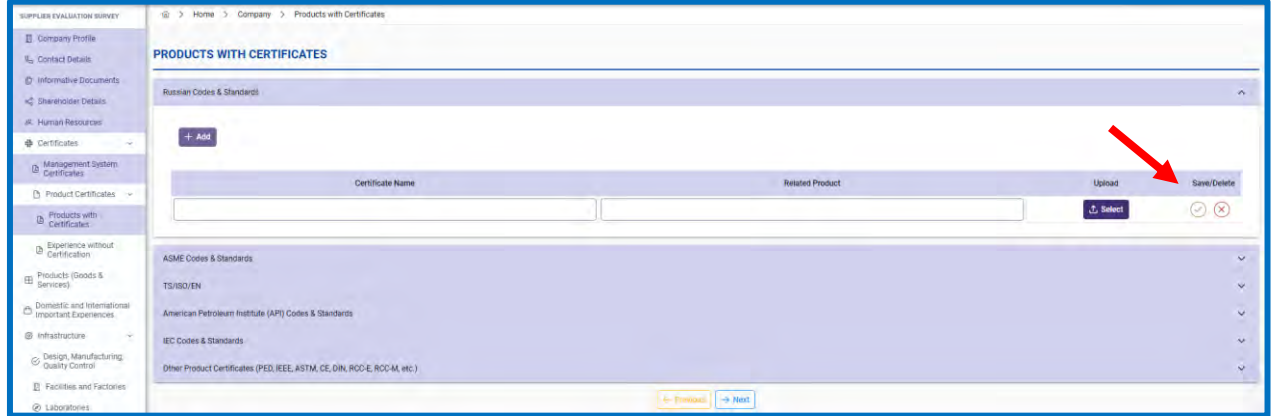 SUPPLIER EVALUATION SURVEY
Company Profile
Contact Details
Informative Documents
Shareholder Details
Human Resources
Certificates
Management System
Certificates
Product Certificates
Products with
Certificates
Experience without
Certification
Products (Goods &
Services)
Domestic and International
Important Experiences
Infrastructure
Design, Manufacturing,
Quality Control
Facilities and Factories
Laboratories
> Home > Company > Products with Certificates
PRODUCTS WITH CERTIFICATES
Russian Codes & Standards
+ Add
Certificate Name Related Product Upload Save/Delete
Select
ASME Codes & Standards
TS/ISO/EN
American Petroleum Institute (API) Codes & Standards
IEC Codes & Standards
Other Product Certificates (PED, IEEE, ASTM, CE, DIN, RCC-E, RCC-M, etc.)
← Previous → Next